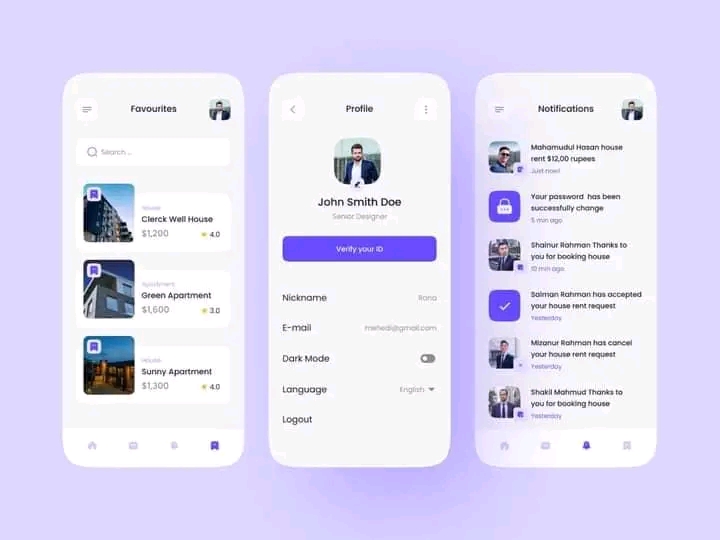 Favourites
Search ...
House
Clerck Well House
$1,200
4.0
Apartment
Green Apartment
$1,600
3.0
House
Sunny Apartment
$1,300
4.0
Profile
John Smith Doe
Senior Designer
Verify your ID
Nickname
Rana
E-mail
mehedi@gmail.com
Dark Mode
Language
English
Logout
Notifications
Mahamudul Hasan house
rent $12,00 rupees
Just now!
Your password has been
successfully change
5 min ago
Shainur Rahman Thanks to
you for booking house
10 min ago
Salman Rahman has accepted
your house rent request
Yesterday
Mizanur Rahman has cancel
your house rent request
Yesterday
Shakil Mahmud Thanks to
you for booking house
Yesterday